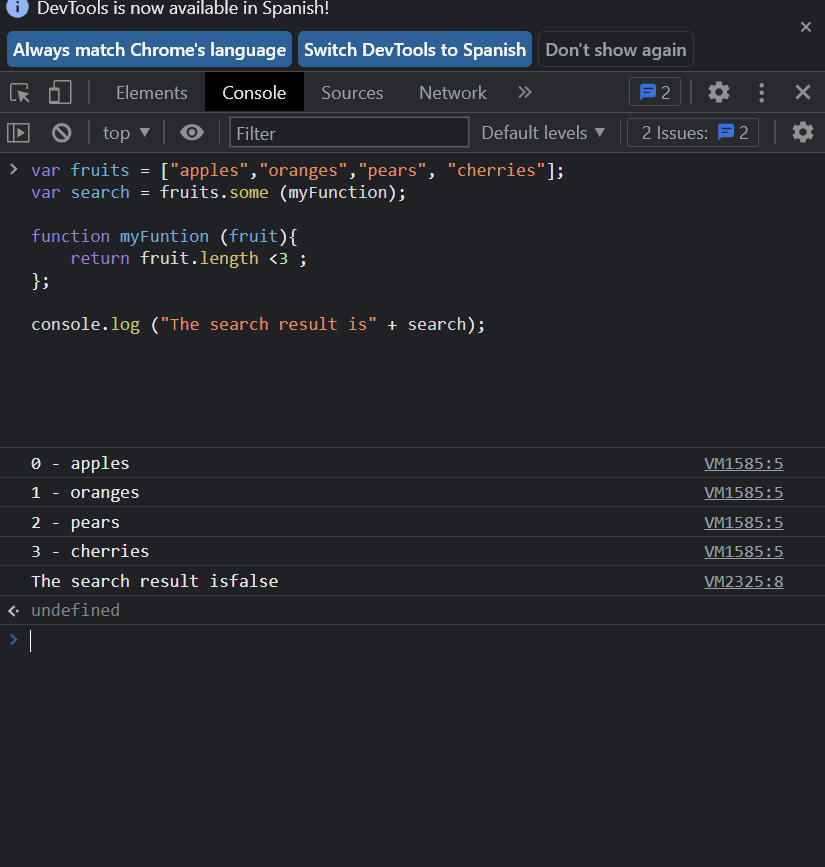 DevTools is now available in Spanish!
Always match Chrome's language Switch DevTools to Spanish Don't show again
Elements Console Sources Network 2
top Filter Default levels 2 Issues: 2
var fruits = ["apples","oranges","pears", "cherries"];
var search = fruits.some (myFunction);
function myFuntion (fruit){
return fruit.length <3 ;
};
console.log ("The search result is" + search);
0 - apples VM1585:5
1 - oranges VM1585:5
2 - pears VM1585:5
3 - cherries VM1585:5
The search result isfalse VM2325:8
undefined